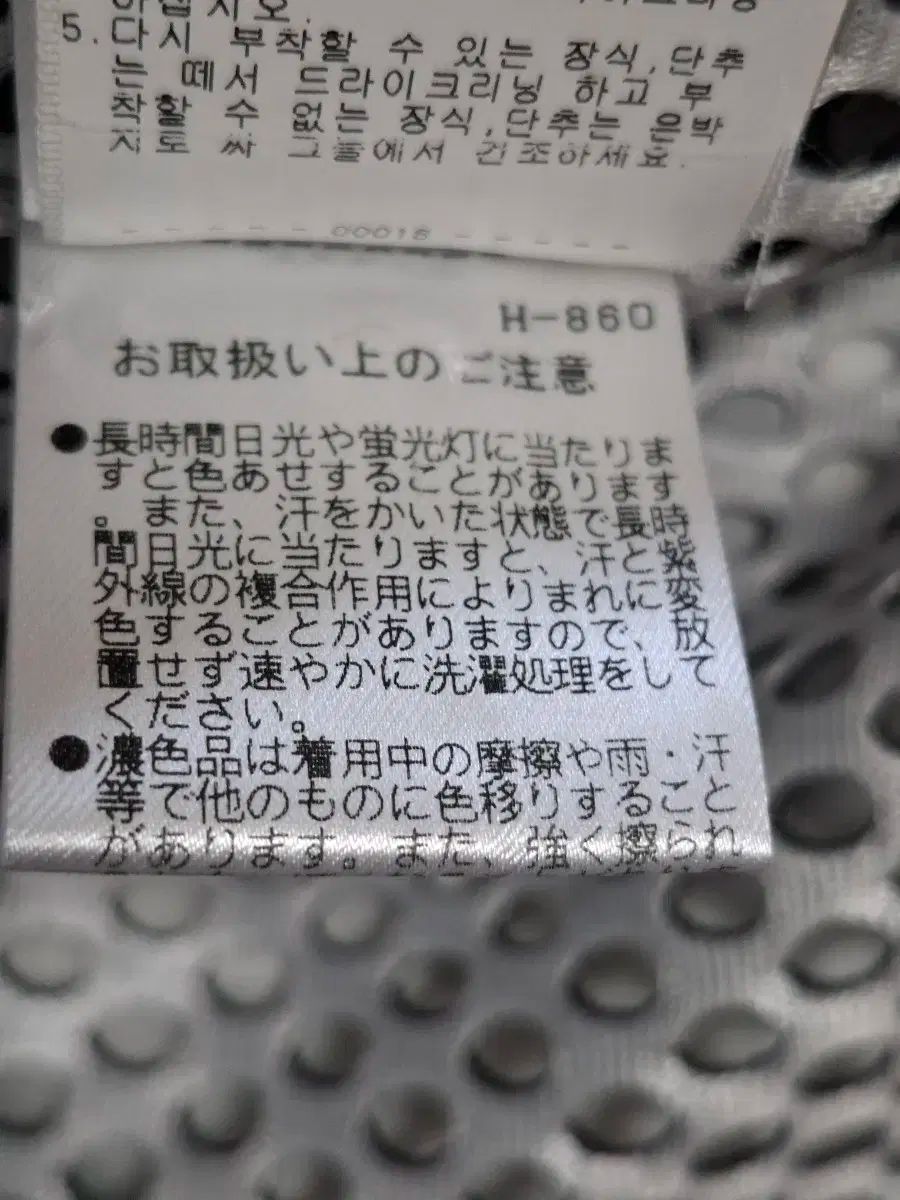 하십시오.
5.다시 부착할 수 있는 장식,단추
는 떼서 드라이크리닝 하고 부
착할 수 없는 장식,단추는 은박
지로 싸 그늘에서 건조하세요.
00018
H-860
お取扱い上のご注意
●長時間日光や蛍光灯に当たりま
すと色あせすることがあります
。また、汗をかいた状態で長時
間日光に当たりますと、汗と紫
外線の複合作用によりまれに変
色することがありますので、放
置せず速やかに洗濯処理をして
ください。
●濃色品は着用中の摩擦や雨・汗
等で他のものに色移りすること
があります。また、強く擦られ